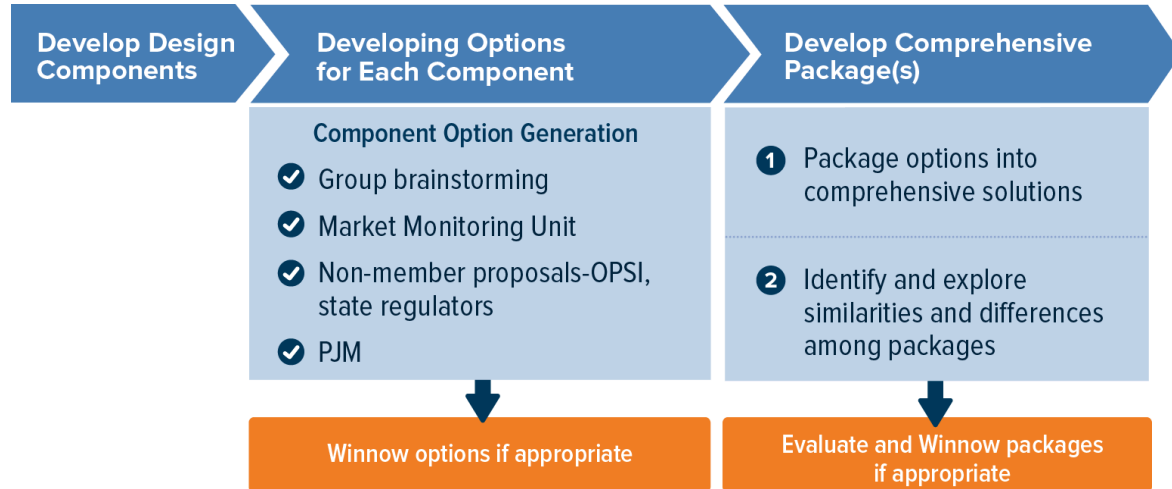 Develop Design
Components
Developing Options
for Each Component
Develop Comprehensive
Package(s)
Component Option Generation
Group brainstorming
Market Monitoring Unit
Non-member proposals-OPSI,
state regulators
PJM
Winnow options if appropriate
1 Package options into
comprehensive solutions
2 Identify and explore
similarities and differences
among packages
Evaluate and Winnow packages
if appropriate